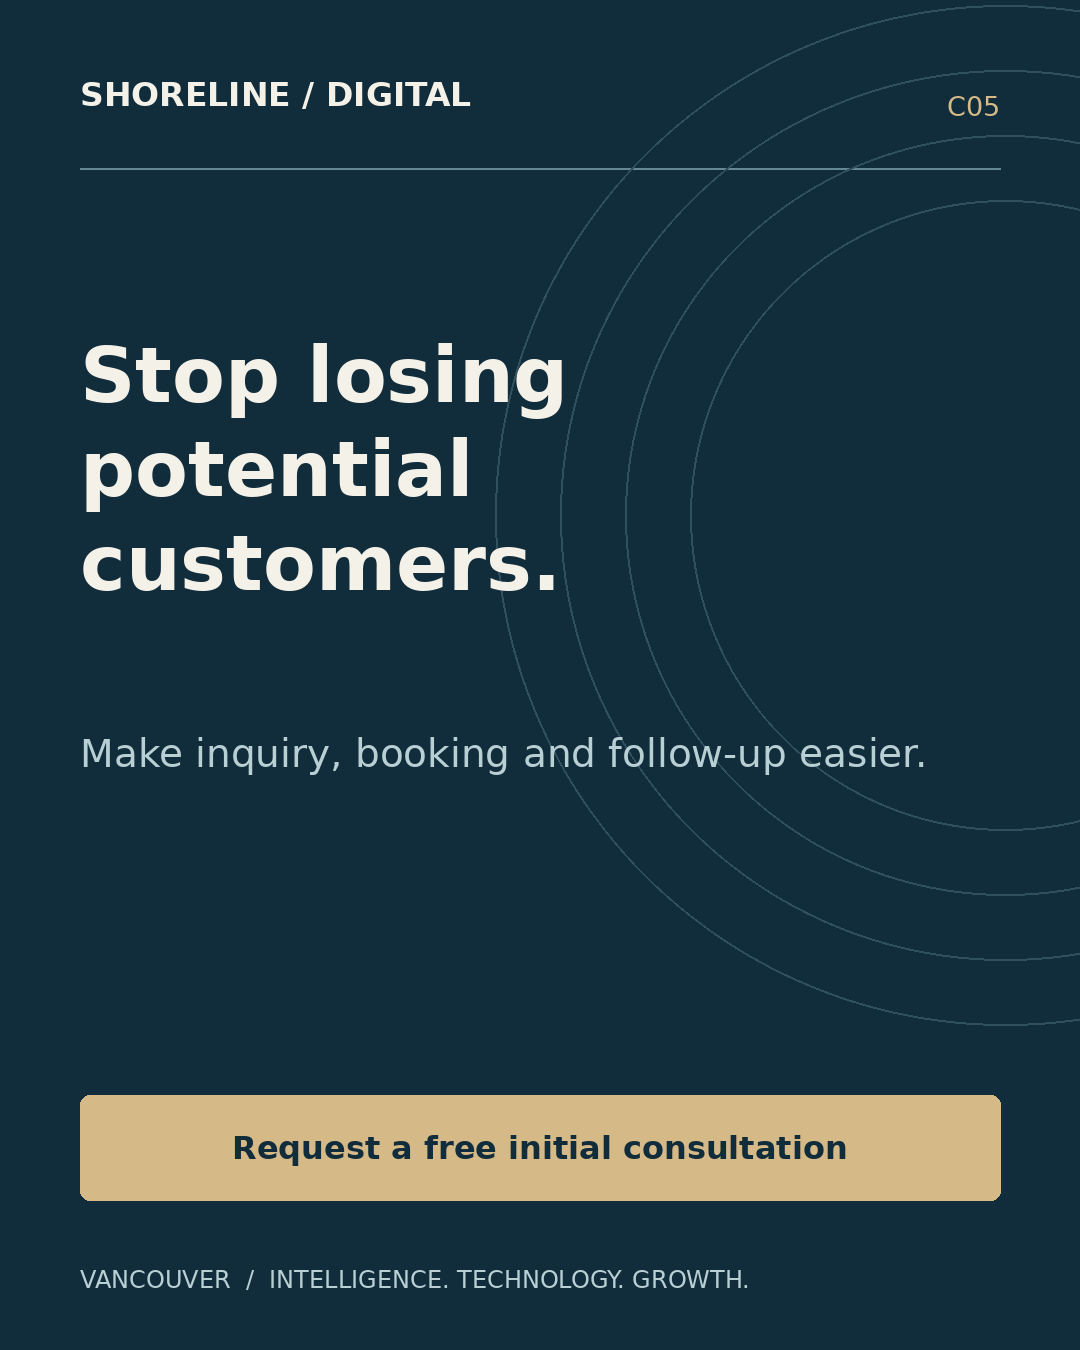 SHORELINE / DIGITAL
C05
Stop losing
potential
customers.
Make inquiry, booking and follow-up easier.
Request a free initial consultation
VANCOUVER / INTELLIGENCE. TECHNOLOGY. GROWTH.